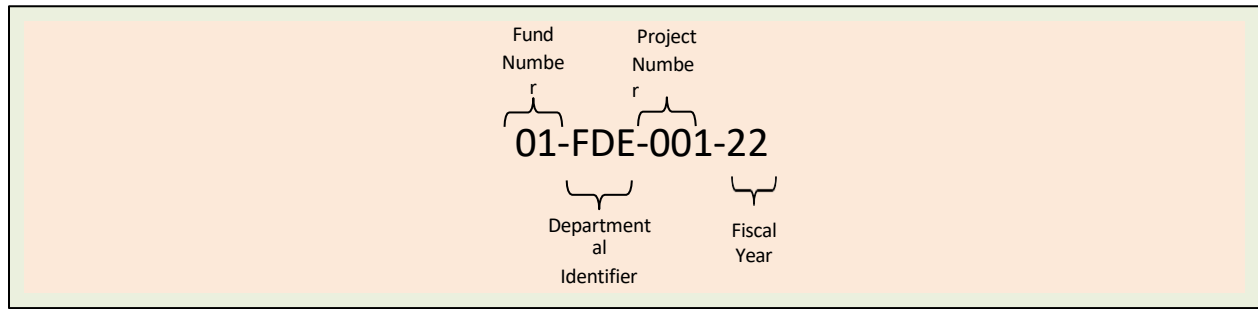 Fund
Numbe
r
Project
Numbe
r
01-FDE-001-22
Department
al
Identifier
Fiscal
Year